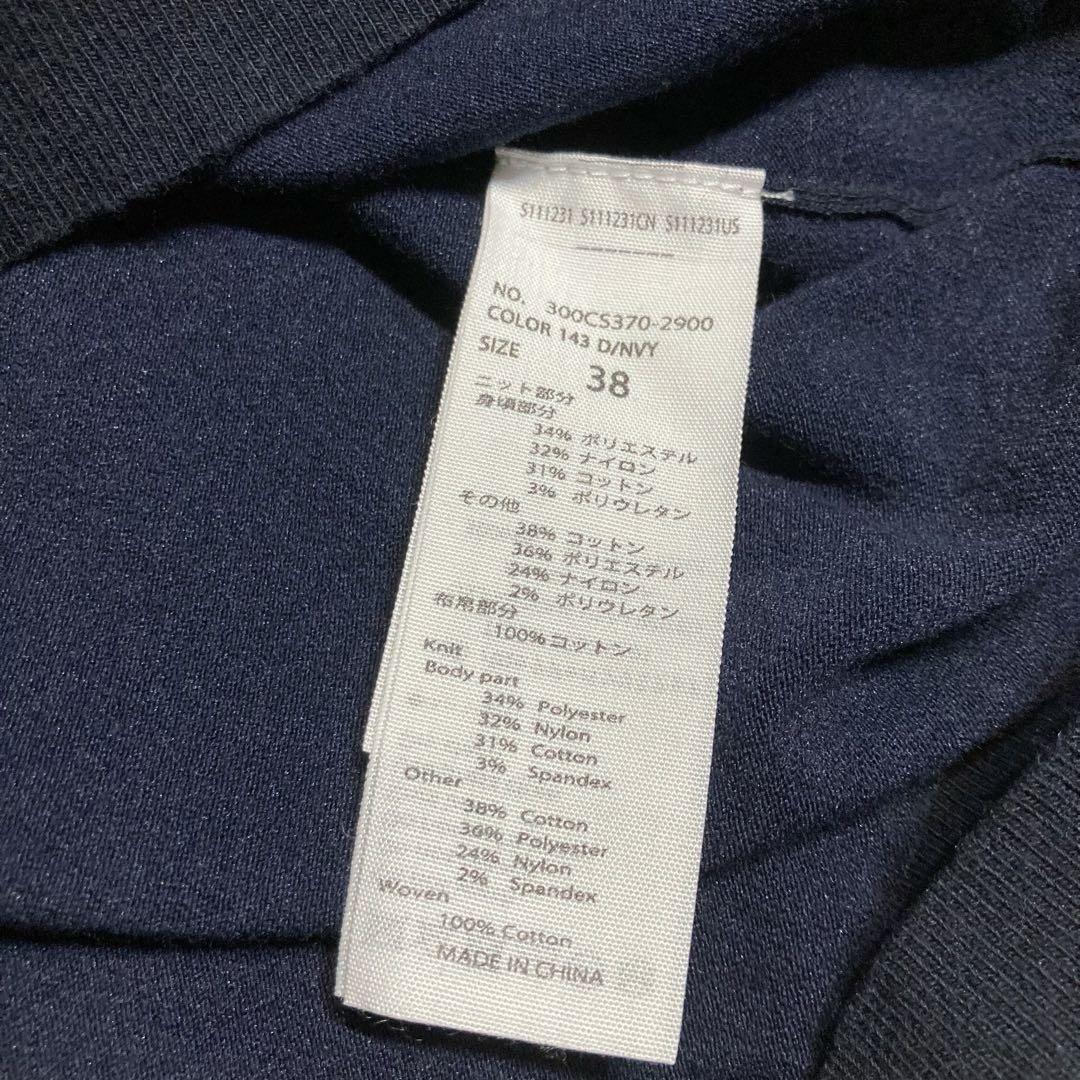 S111231 S111231CN S111231US
NO. 300CS370-2900
COLOR 143 D/NVY
SIZE 38
ニット部分
身頃部分
34% ポリエステル
32% ナイロン
31% コットン
3% ポリウレタン
その他
38% コットン
36% ポリエステル
24% ナイロン
2% ポリウレタン
布帛部分
100% コットン
Knit
Body part
34% Polyester
32% Nylon
31% Cotton
3% Spandex
Other
38% Cotton
36% Polyester
24% Nylon
2% Spandex
Woven
100% Cotton
MADE IN CHINA